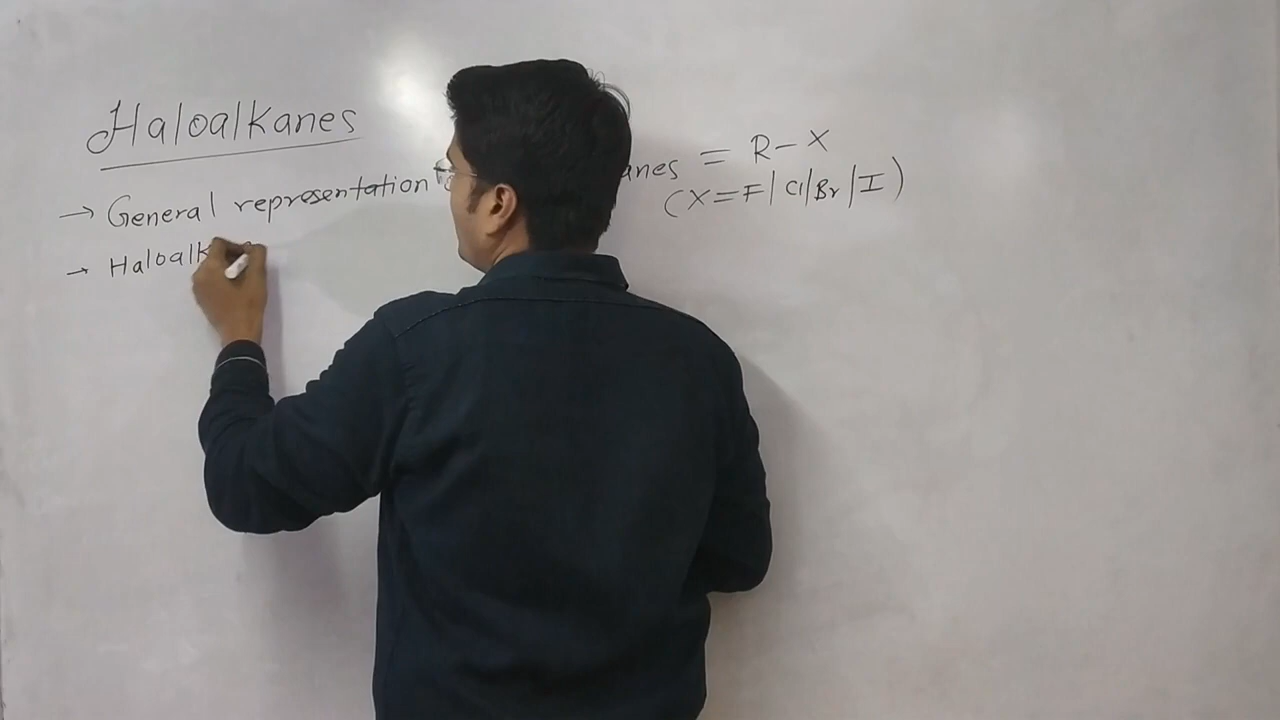 Haloalkanes
→ General representation anes = R-X
(X=F|Cl|Br|I)
→ Haloalk